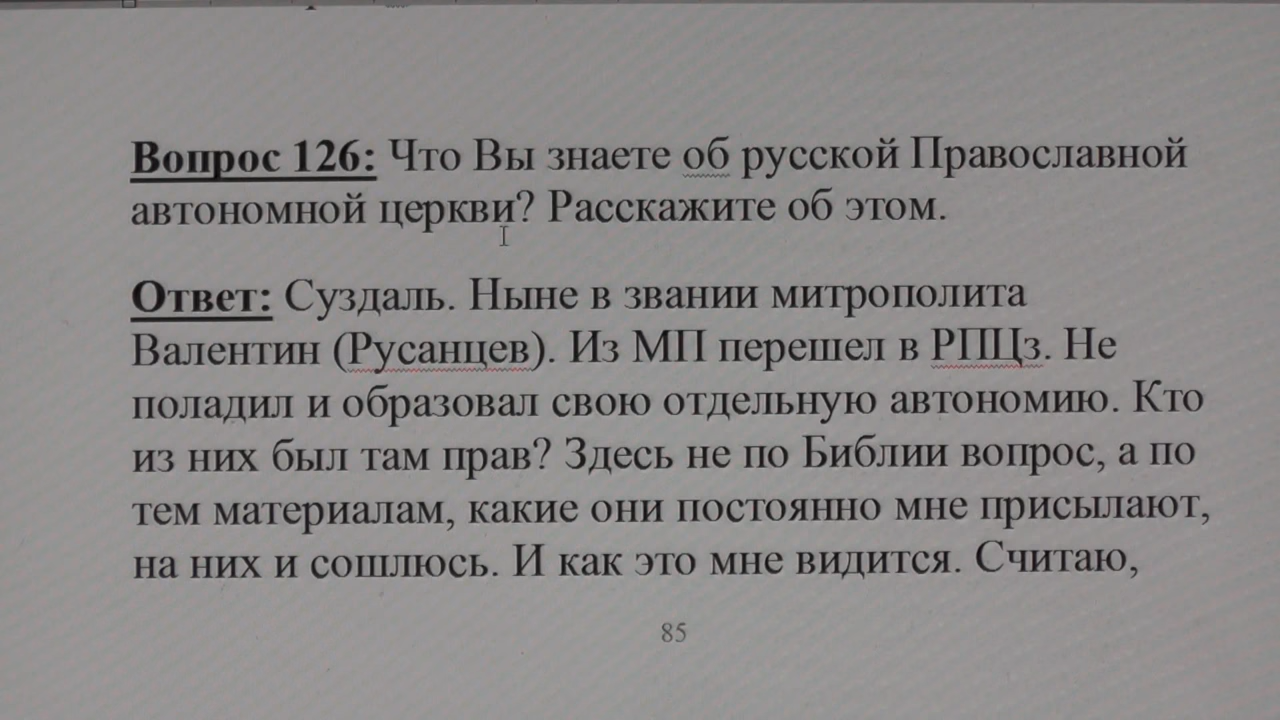 Вопрос 126: Что Вы знаете об русской Православной
автономной церкви? Расскажите об этом.
Ответ: Суздаль. Ныне в звании митрополита
Валентин (Русанцев). Из МП перешел в РПЦз. Не
поладил и образовал свою отдельную автономию. Кто
из них был там прав? Здесь не по Библии вопрос, а по
тем материалам, какие они постоянно мне присылают,
на них и сошлюсь. И как это мне видится. Считаю,
85